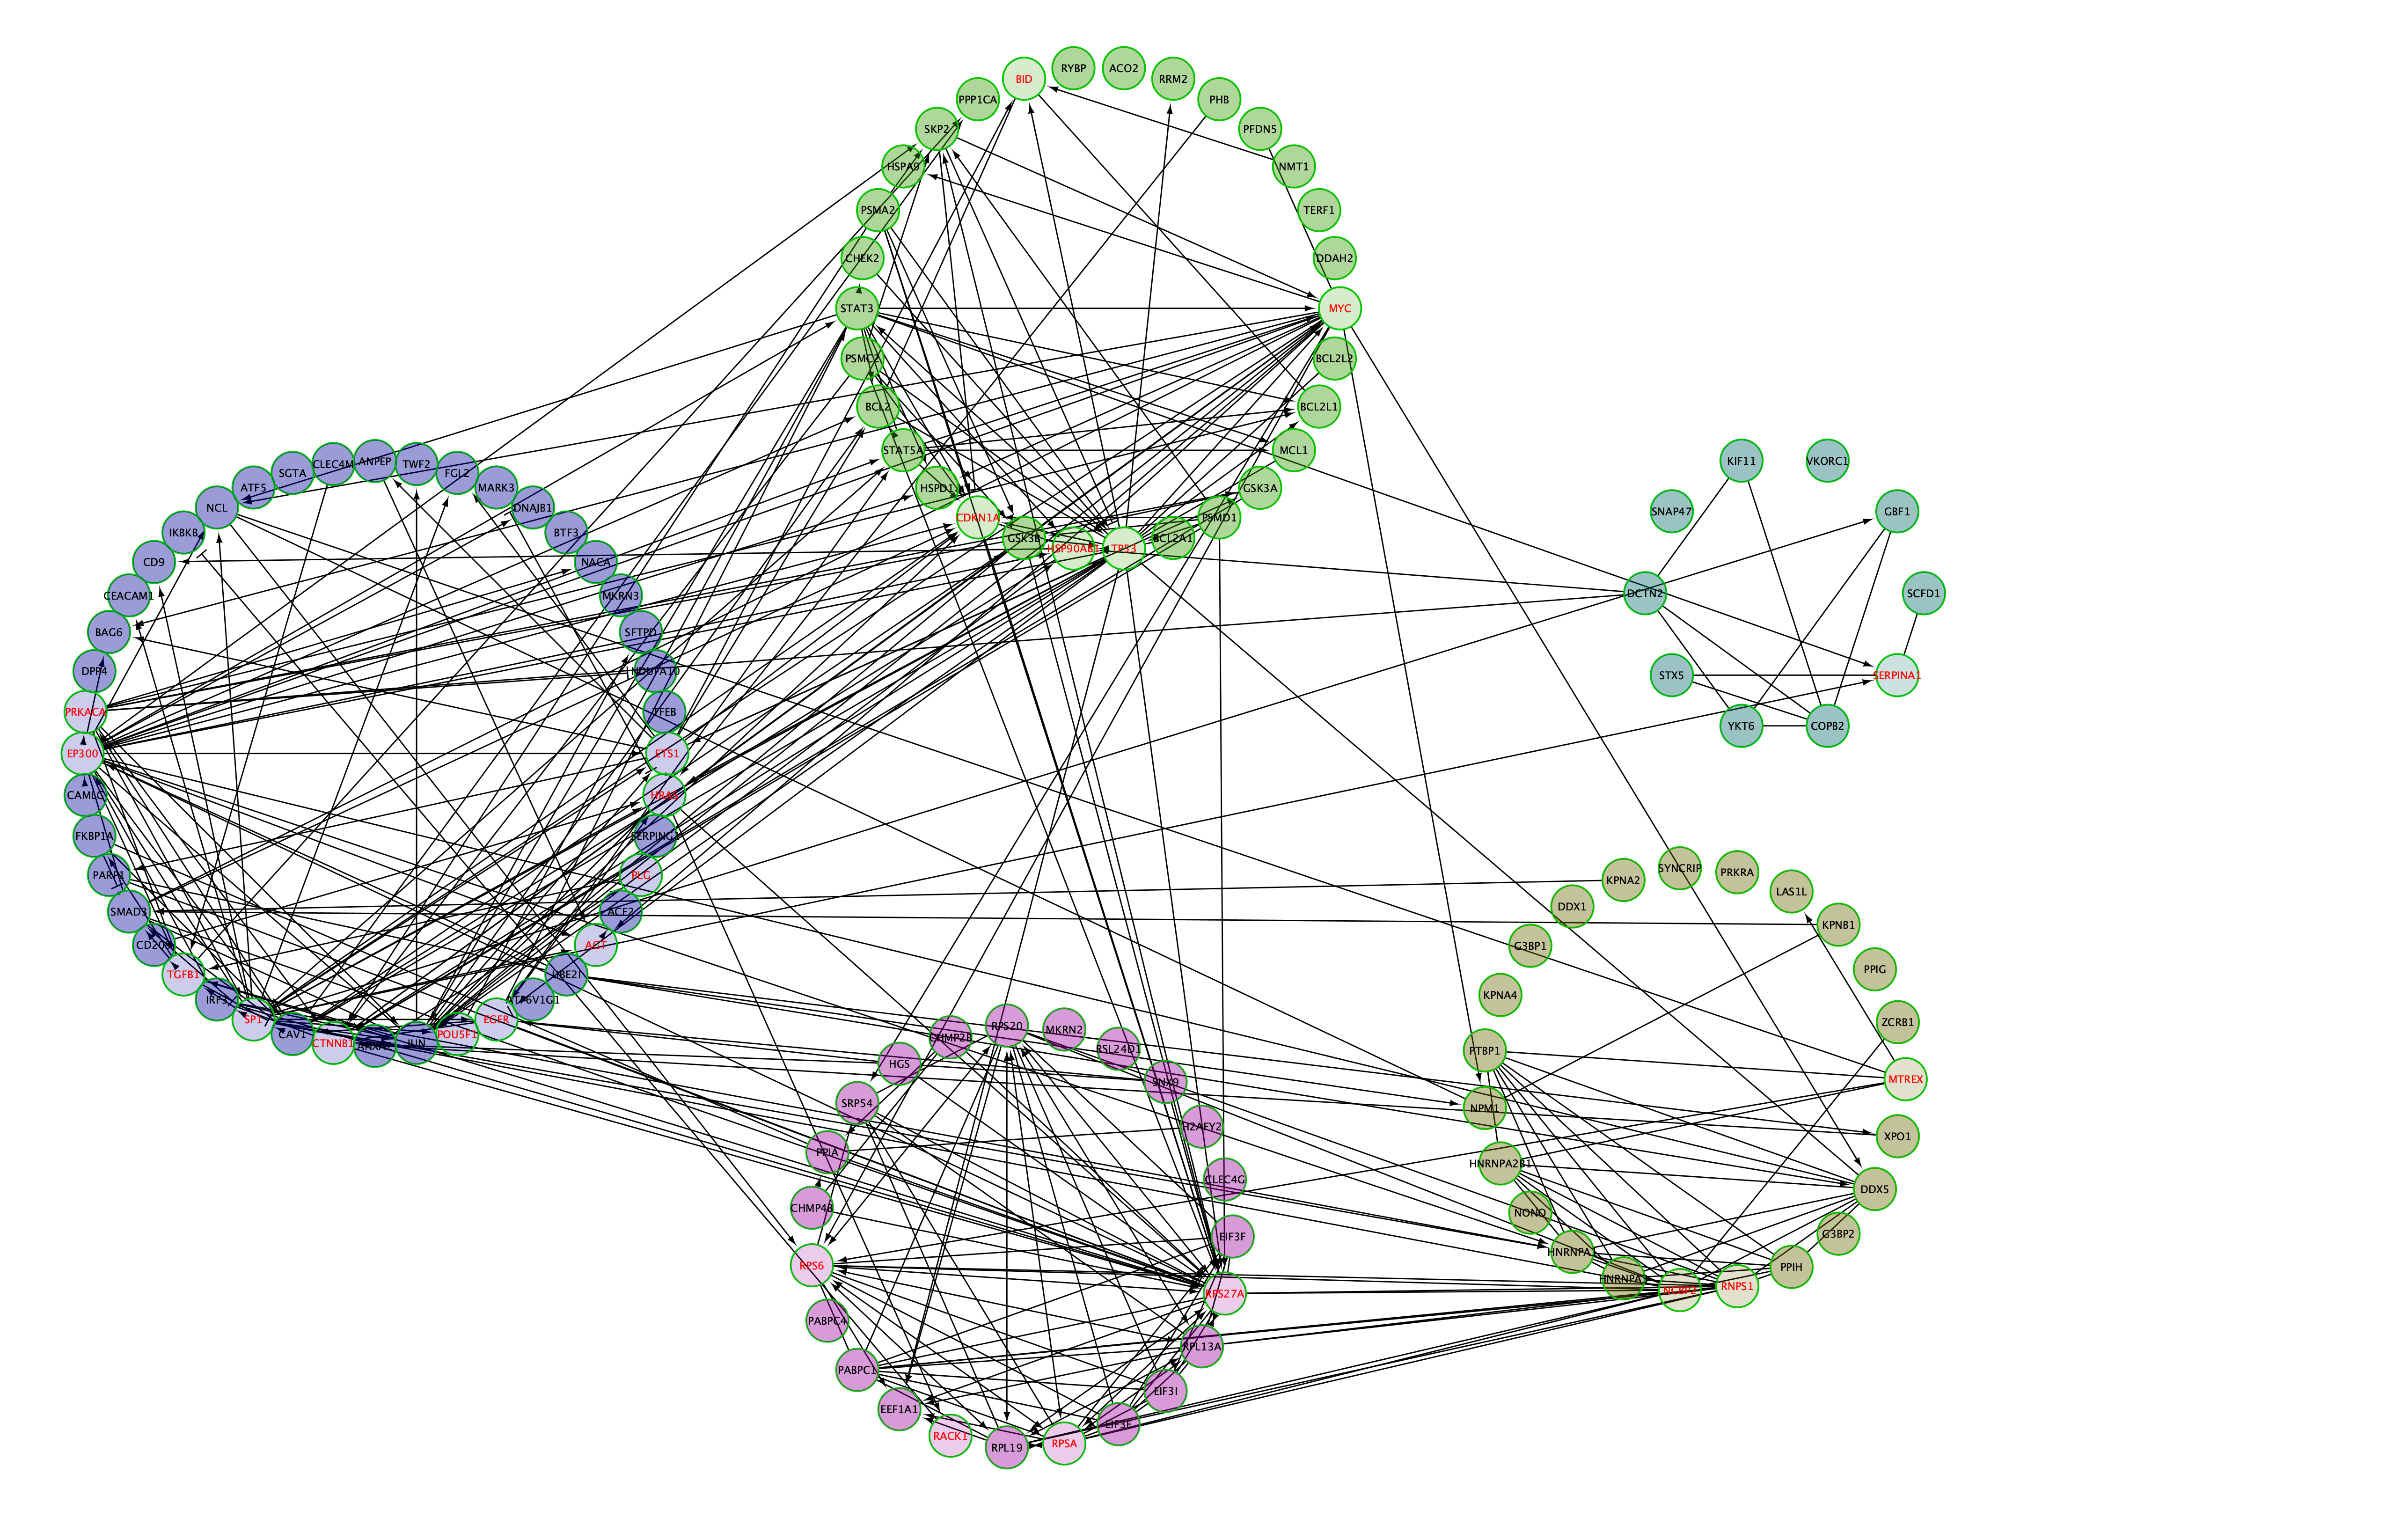 BID
RYBP
ACO2
RRM2
PPP1CA
PHB
SKP2
PFDN5
HSPA9
NMT1
PSMA2
TERF1
CHEK2
DDAH2
STAT3
MYC
PSMC2
BCL2L2
BCL2
BCL2L1
STAT5A
MCL1
HSPD1
GSK3A
CDKN1A
PSMD1
GSK3B
HSP90AB1
TP53
BCL2A1
KIF11
VKORC1
SNAP47
GBF1
DCTN2
SCFD1
STX5
SERPINA1
YKT6
COPB2
CLEC4M
ANPEP
TWF2
SGTA
FGL2
ATF5
MARK3
NCL
DNAJB1
IKBKB
BTF3
CD9
NACA
CEACAM1
MKRN3
BAG6
SFTPD
DPP4
NDUFA10
PRKACA
TFEB
EP300
ETS1
CAMLG
HRAS
FKBP1A
SERPING1
PARP1
PLG
SMAD3
ACE2
CD209
AGT
TGFB1
UBE2I
IRF3
ATP6V1G1
SP1
EGFR
CAV1
POU5F1
CTNNB1
ANXA2
JUN
SYNCRIP
KPNA2
PRKRA
DDX1
LAS1L
G3BP1
KPNB1
KPNA4
PPIG
PTBP1
ZCRB1
NPM1
MTREX
HNRNPA2B1
XPO1
NONO
DDX5
HNRNPA1
G3BP2
PPIH
RNPS1
RPS20
MKRN2
CHMP2B
RSL24D1
HGS
SNX9
SRP54
H2AFY2
PPIA
CLEC4G
CHMP4B
EIF3F
RPS6
RPS27A
PABPC4
RPL13A
PABPC1
EIF3I
EEF1A1
RACK1
RPL19
RPSA